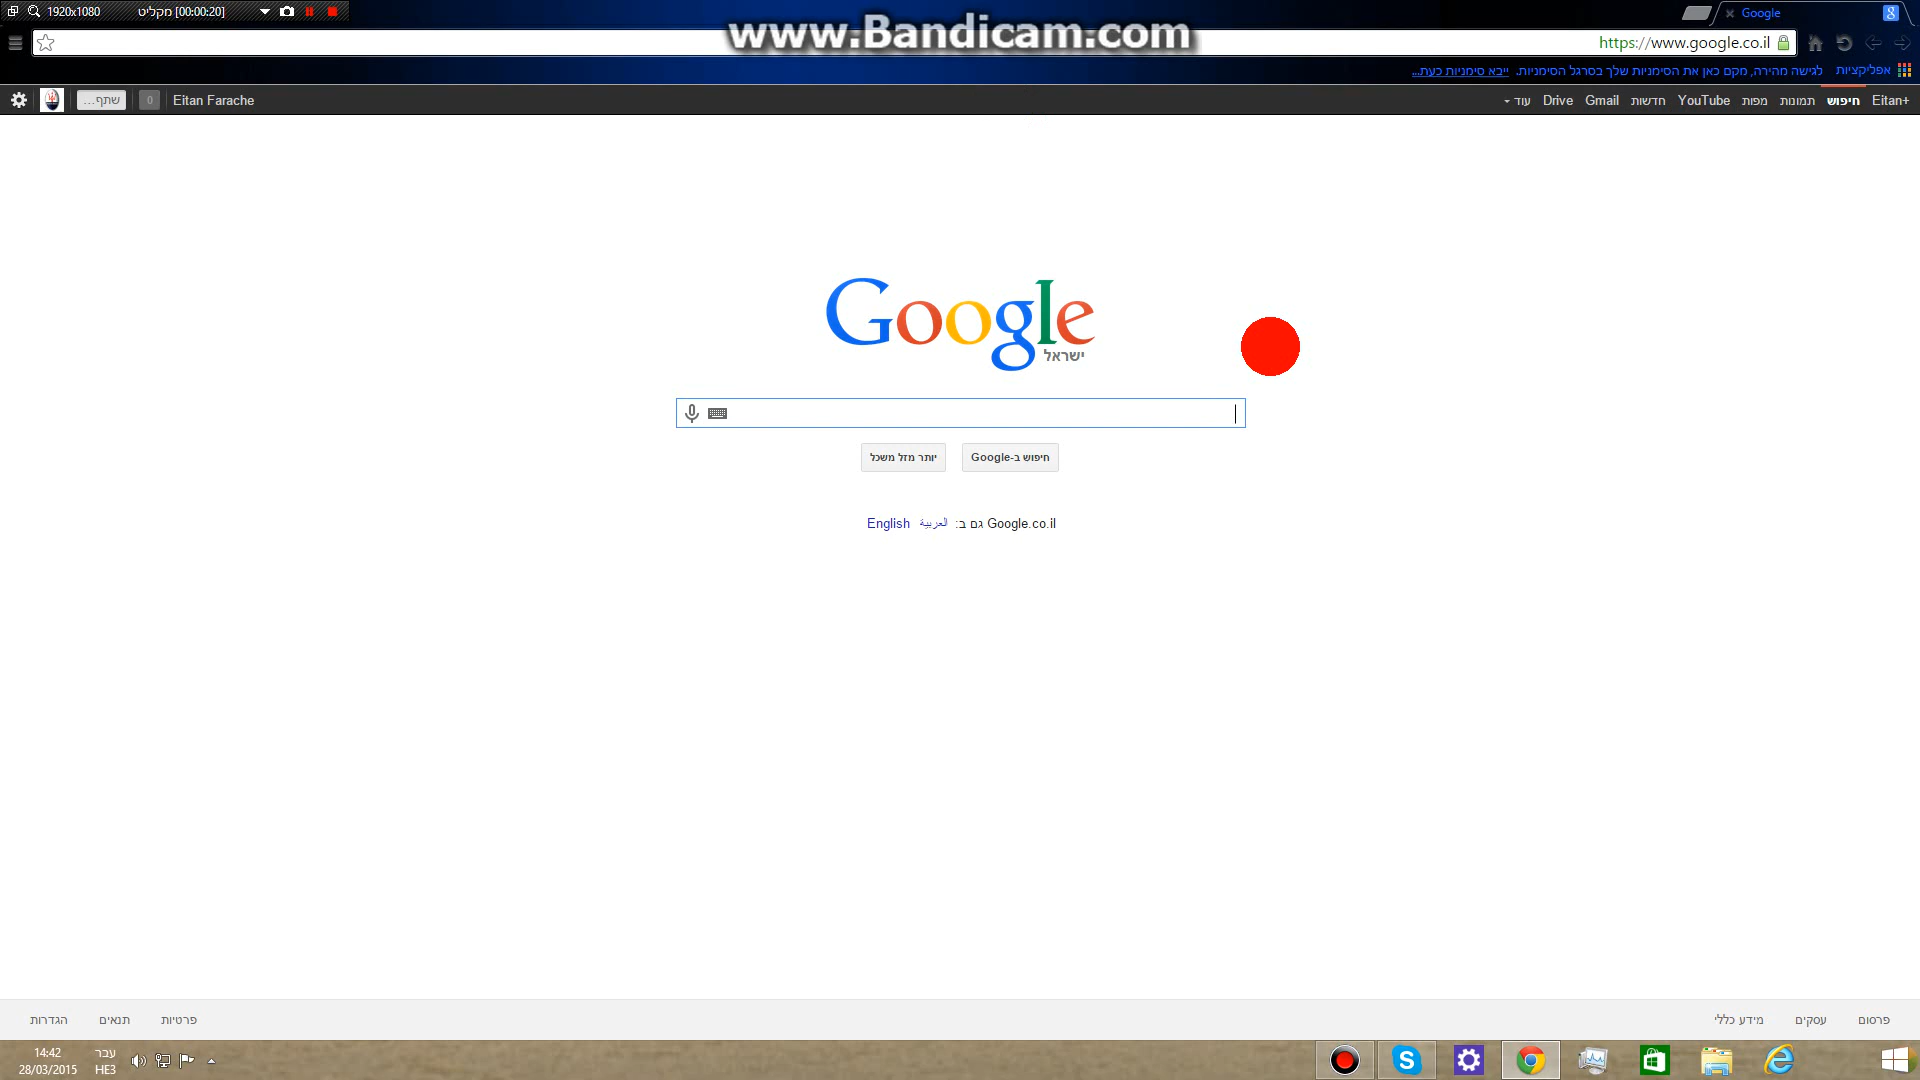 1920x1080 מקליט [00:00:20]
www.Bandicam.com
Google
https://www.google.co.il
אפליקציות לגישה מהירה, מקם כאן את הסימניות שלך בסרגל הסימניות. ייבא סימניות כעת...
Eitan+ חיפוש תמונות מפות YouTube חדשות Gmail Drive עוד
Eitan Farache 0 שתף...
Google
ישראל
חיפוש ב-Google יותר מזל משכל
Google.co.il גם ב: العربية English
פרסום עסקים מידע כללי פרטיות תנאים הגדרות
עבר 14:42
HE3 28/03/2015